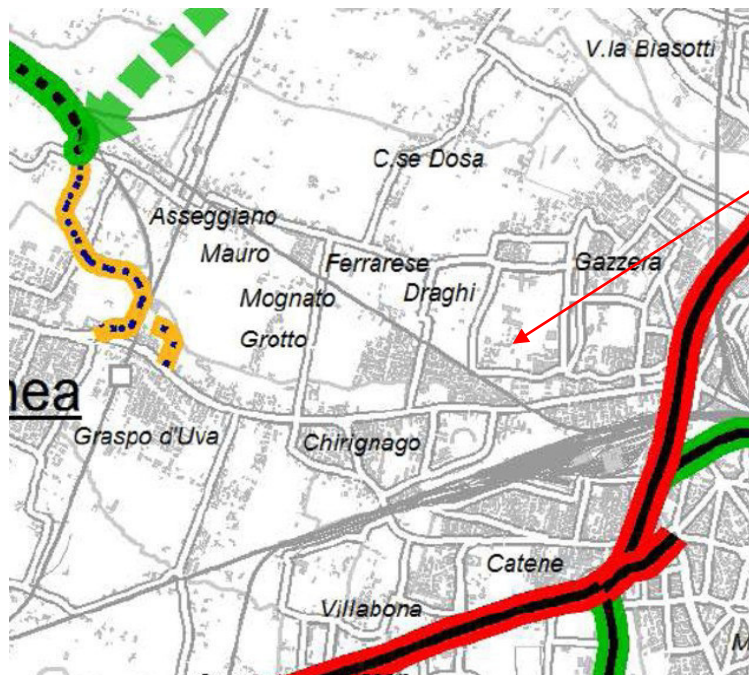 V.la Biasotti
C.se Dosa
Asseggiano
Mauro
Ferrarese
Gazzera
Mognato
Draghi
Grotto
nea
Graspo d'Uva
Chirignago
Catene
Villabona
M